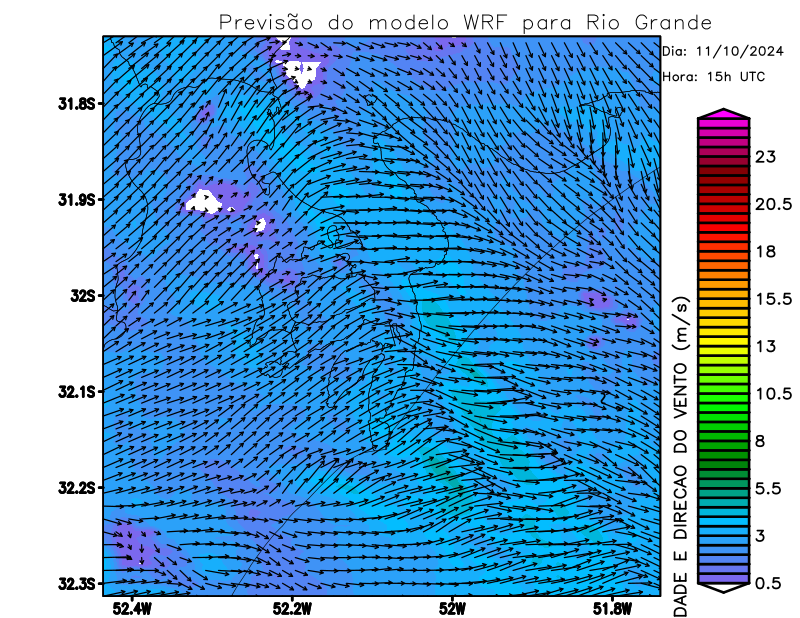 Previsão do modelo WRF para Rio Grande
Dia: 11/10/2024
Hora: 15h UTC
31.8S
31.9S
32S
32.1S
32.2S
32.3S
52.4W
52.2W
52W
51.8W
23
20.5
18
15.5
13
10.5
8
5.5
3
0.5
DADE E DIRECAO DO VENTO (m/s)